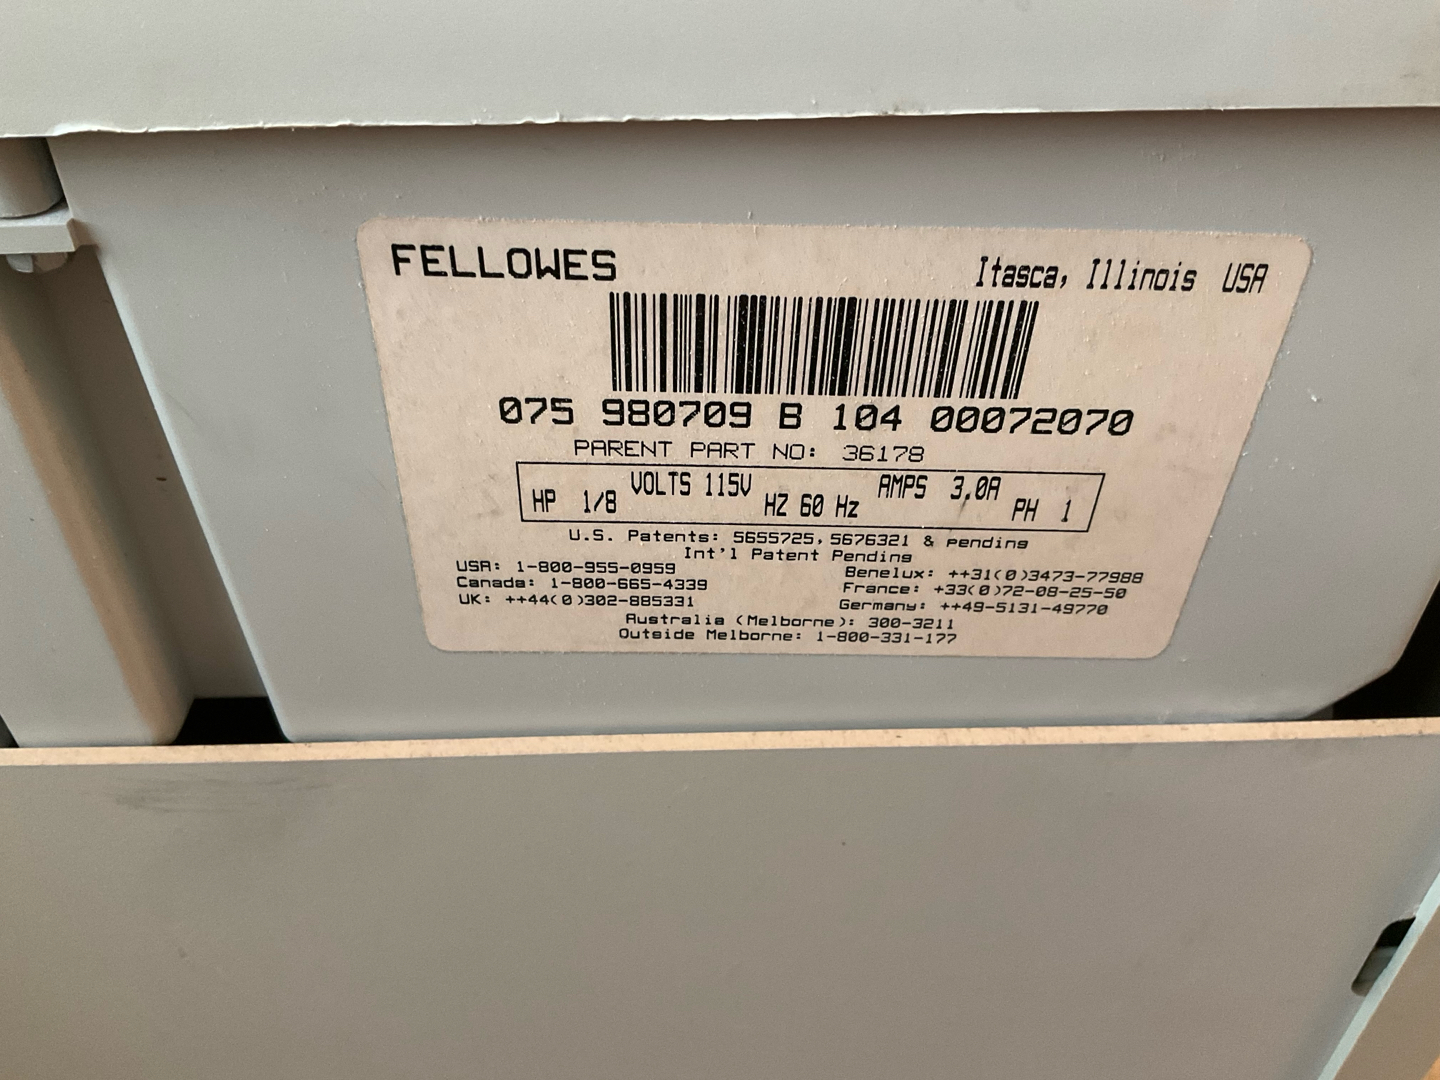 FELLOWES
Itasca, Illinois USA
075 980709 B 104 00072070
PARENT PART NO: 36178
HP 1/8 VOLTS 115V HZ 60 Hz AMPS 3.0A PH 1
U.S. Patents: 5655725, 5676321 & pending
Int'l Patent Pending
USA: 1-800-955-0959
Canada: 1-800-665-4339
UK: ++44(0)302-885331
Benelux: ++31(0)3473-77988
France: +33(0)72-08-25-50
Germany: ++49-5131-49770
Australia (Melborne): 300-3211
Outside Melborne: 1-800-331-177